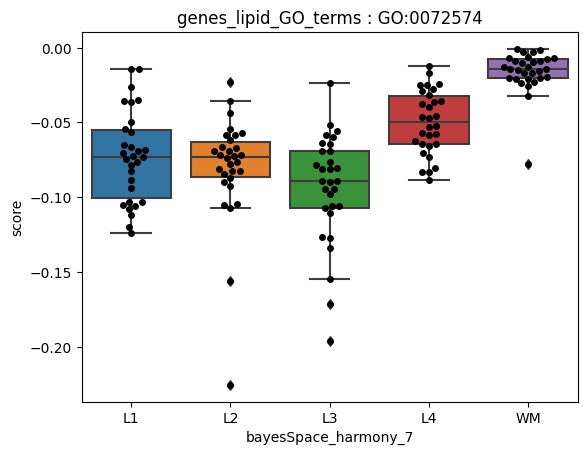 genes_lipid_GO_terms : GO:0072574
0.00
−0.05
−0.10
−0.15
−0.20
score
L1 L2 L3 L4 WM
bayesSpace_harmony_7